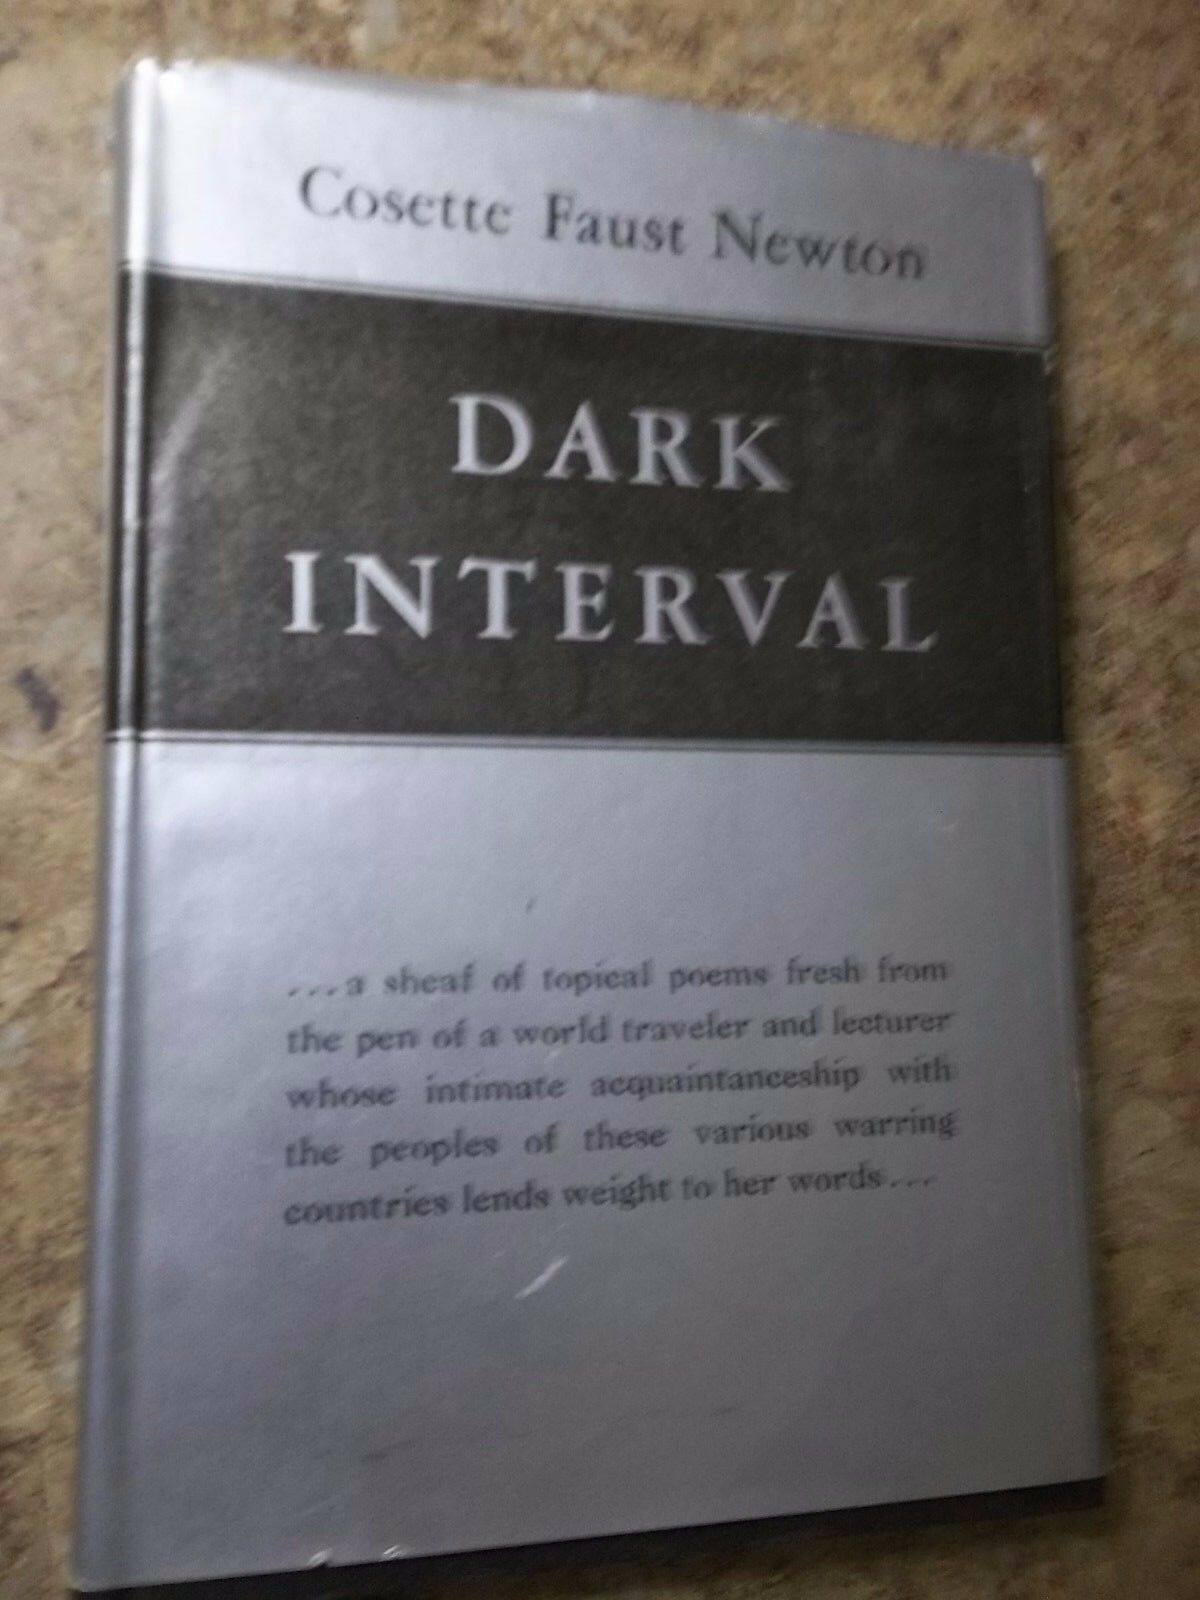 Cosette Faust Newton
DARK
INTERVAL
...a sheaf of topical poems fresh from
the pen of a world traveler and lecturer
whose intimate acquaintanceship with
the peoples of these various warring
countries lends weight to her words...